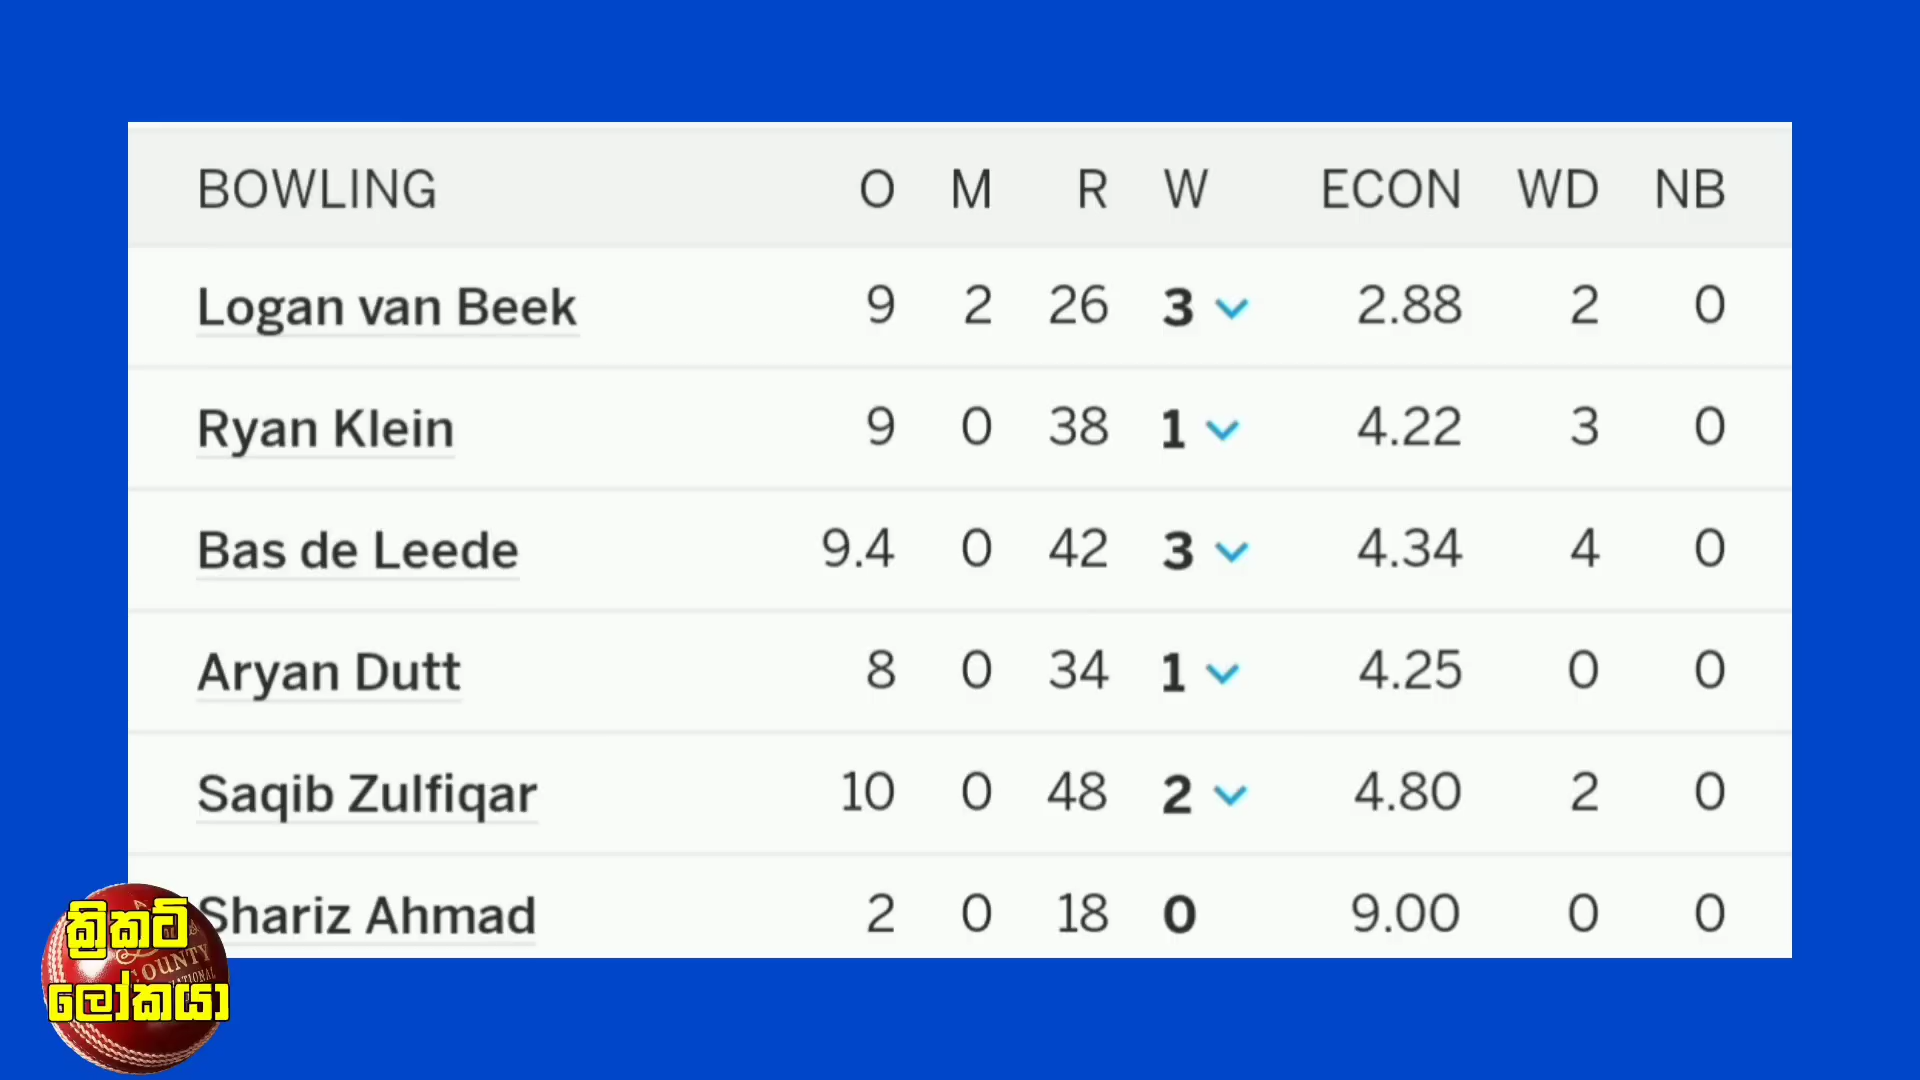 BOWLING O M R W ECON WD NB
Logan van Beek 9 2 26 3 2.88 2 0
Ryan Klein 9 0 38 1 4.22 3 0
Bas de Leede 9.4 0 42 3 4.34 4 0
Aryan Dutt 8 0 34 1 4.25 0 0
Saqib Zulfiqar 10 0 48 2 4.80 2 0
Shariz Ahmad 2 0 18 0 9.00 0 0
ක්‍රිකට්
COUNTY
ලෝකයා